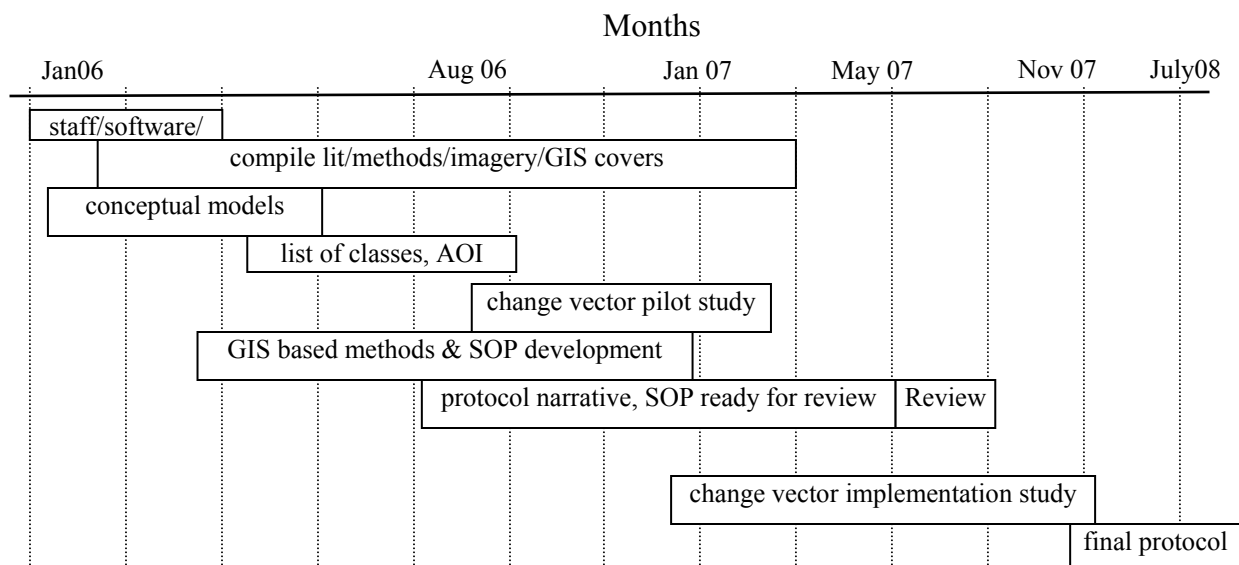 Months
Jan06 Aug 06 Jan 07 May 07 Nov 07 July08
staff/software/
compile lit/methods/imagery/GIS covers
conceptual models
list of classes, AOI
change vector pilot study
GIS based methods & SOP development
protocol narrative, SOP ready for review Review
change vector implementation study
final protocol